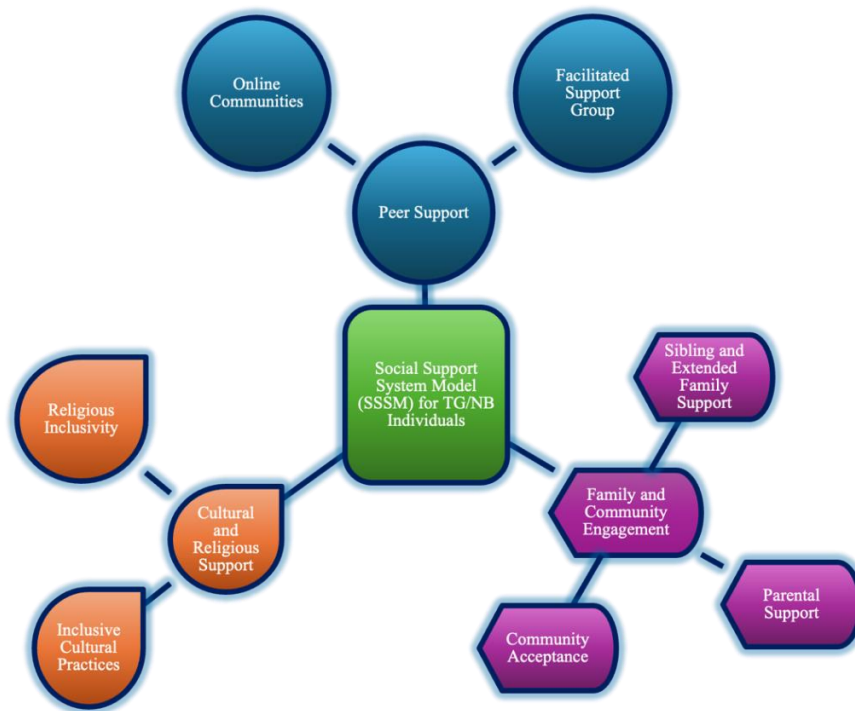 Online
Communities
Facilitated
Support
Group
Peer Support
Social Support
System Model
(SSSM) for TG/NB
Individuals
Sibling and
Extended
Family
Support
Religious
Inclusivity
Family and
Community
Engagement
Cultural
and
Religious
Support
Parental
Support
Inclusive
Cultural
Practices
Community
Acceptance